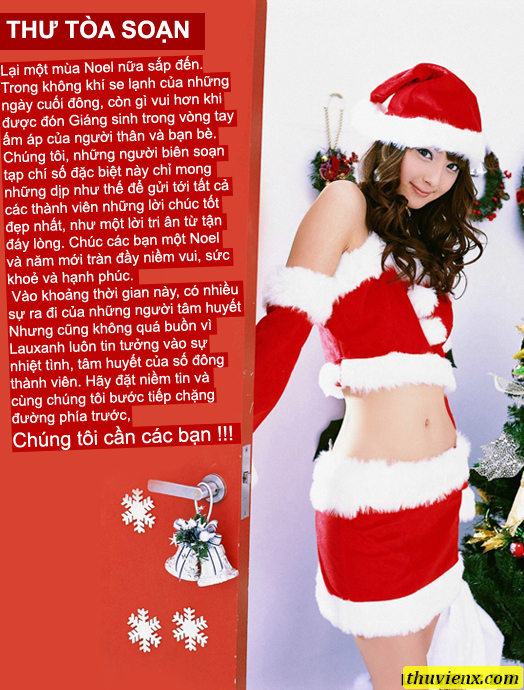 THƯ TÒA SOẠN
Lại một mùa Noel nữa sắp đến.
Trong không khí se lạnh của những
ngày cuối đông, còn gì vui hơn khi
được đón Giáng sinh trong vòng tay
ấm áp của người thân và bạn bè.
Chúng tôi, những người biên soạn
tạp chí số đặc biệt này chỉ mong
những dịp như thế để gửi tới tất cả
các thành viên những lời chúc tốt
đẹp nhất, như một lời tri ân từ tận
đáy lòng. Chúc các bạn một Noel
và năm mới tràn đầy niềm vui, sức
khoẻ và hạnh phúc.
Vào khoảng thời gian này, có nhiều
sự ra đi của những người tâm huyết
Nhưng cũng không quá buồn vì
Lauxanh luôn tin tưởng vào sự
nhiệt tình, tâm huyết của số đông
thành viên. Hãy đặt niềm tin và
cùng chúng tôi bước tiếp chặng
đường phía trước,
Chúng tôi cần các bạn !!!
thuvienx.com